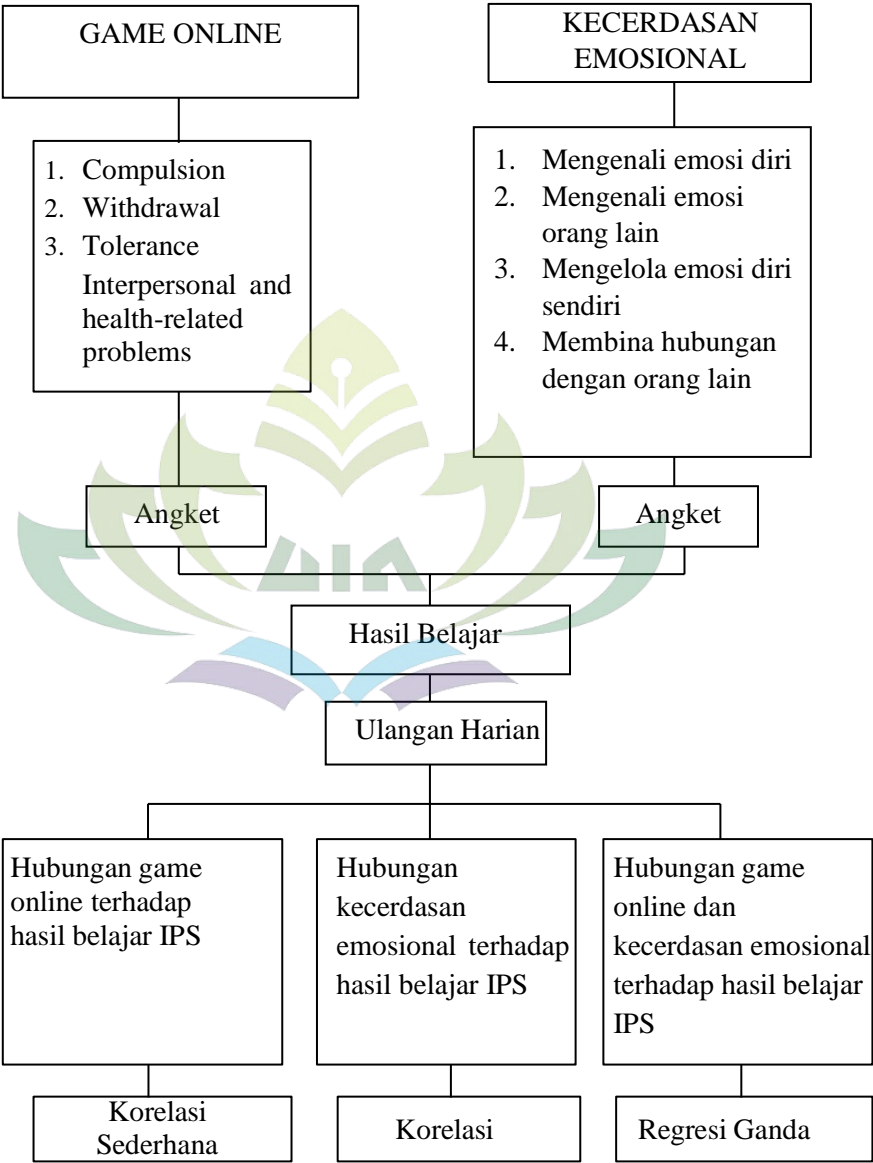 GAME ONLINE
KECERDASAN
EMOSIONAL
1. Compulsion
2. Withdrawal
3. Tolerance
Interpersonal and
health-related
problems
1. Mengenali emosi diri
2. Mengenali emosi
orang lain
3. Mengelola emosi diri
sendiri
4. Membina hubungan
dengan orang lain
Angket
Angket
UIN
Hasil Belajar
Ulangan Harian
Hubungan game
online terhadap
hasil belajar IPS
Hubungan
kecerdasan
emosional terhadap
hasil belajar IPS
Hubungan game
online dan
kecerdasan emosional
terhadap hasil belajar
IPS
Korelasi
Sederhana
Korelasi
Regresi Ganda